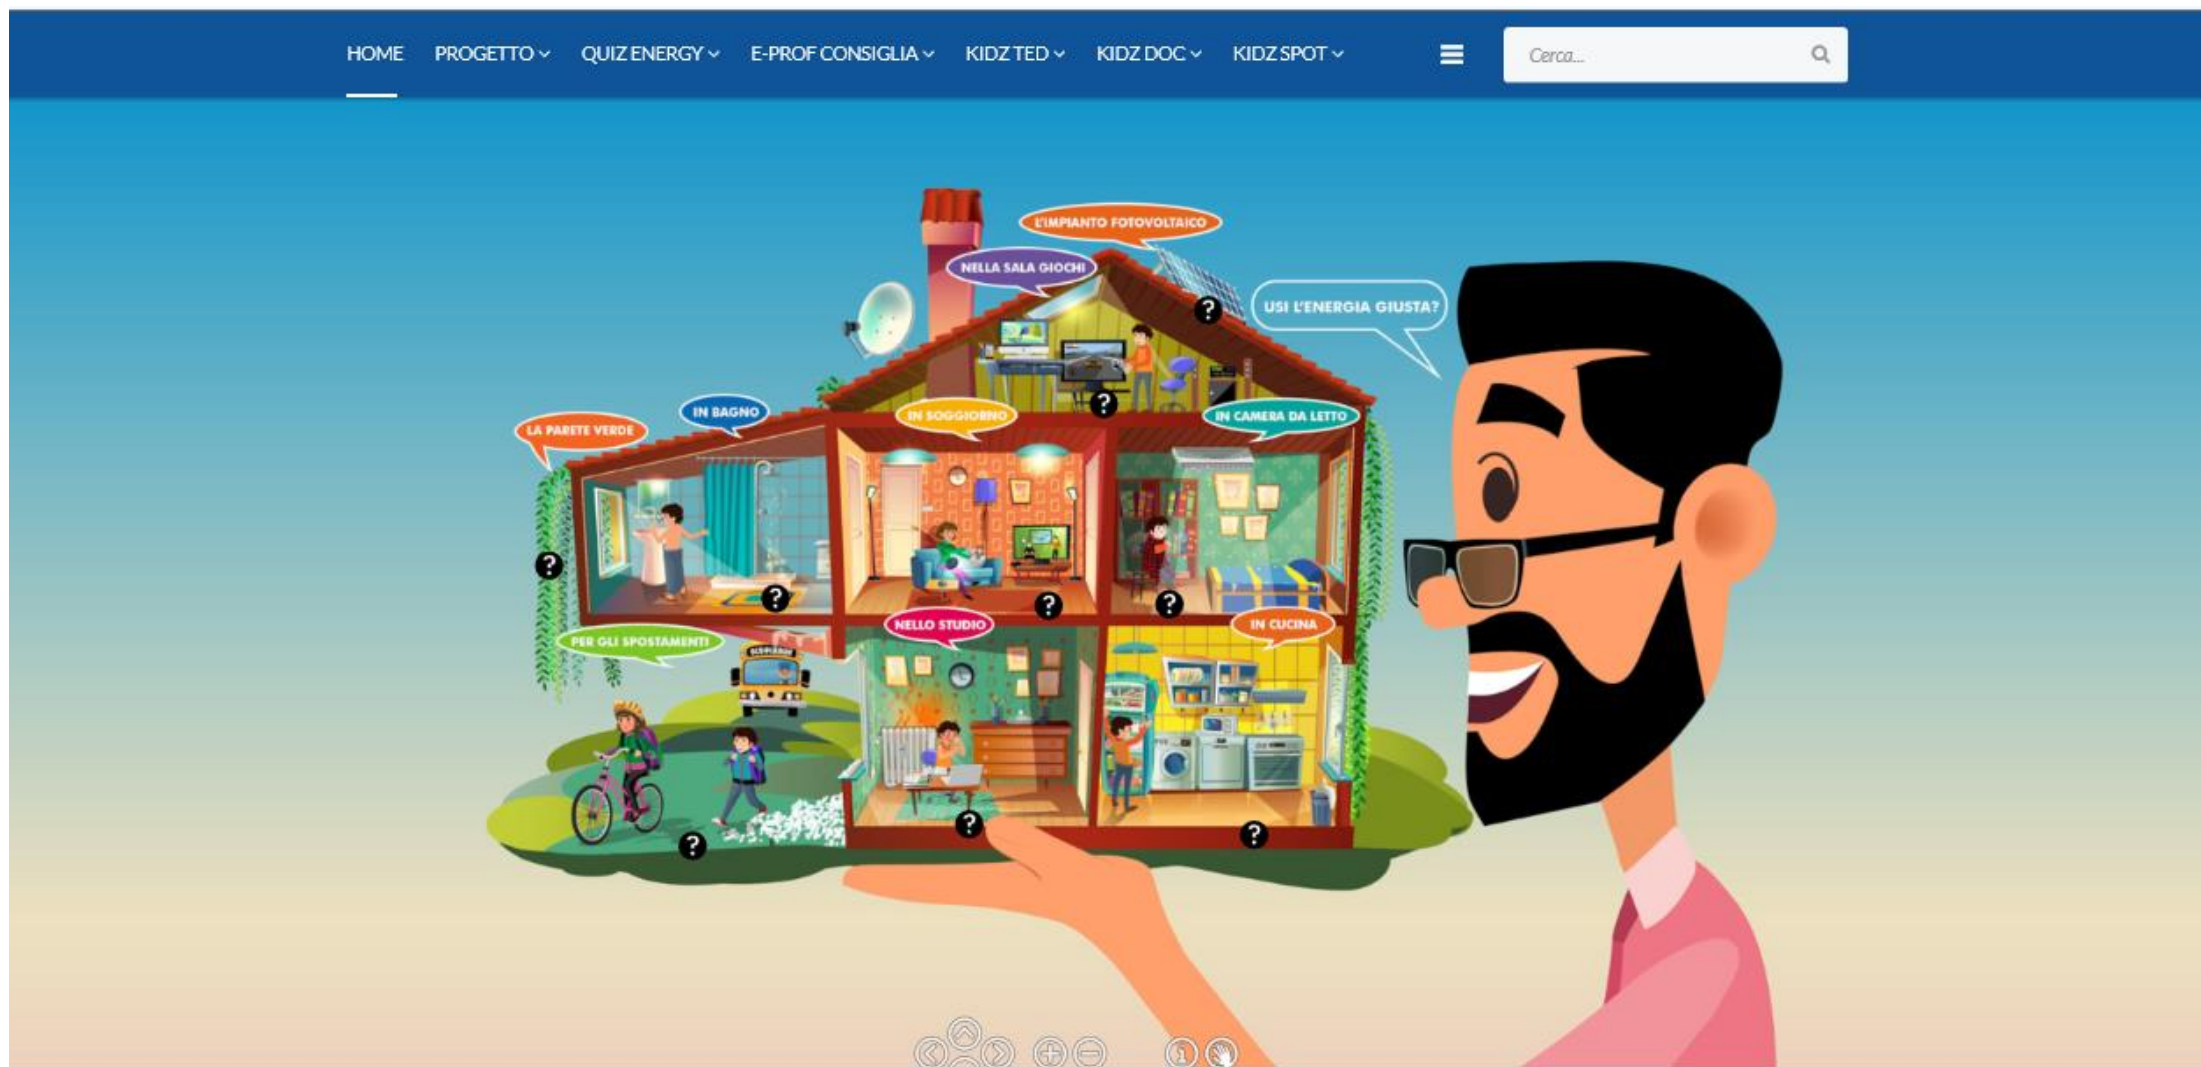 HOME PROGETTO QUIZ ENERGY E-PROF CONSIGLIA KIDZ TED KIDZ DOC KIDZ SPOT Cerca...
L'IMPIANTO FOTOVOLTAICO
NELLA SALA GIOCHI
?
USI L'ENERGIA GIUSTA?
?
IN BAGNO
IN SOGGIORNO
IN CAMERA DA LETTO
LA PARETE VERDE
?
?
?
?
NELLO STUDIO
IN CUCINA
PER GLI SPOSTAMENTI
?
?
?